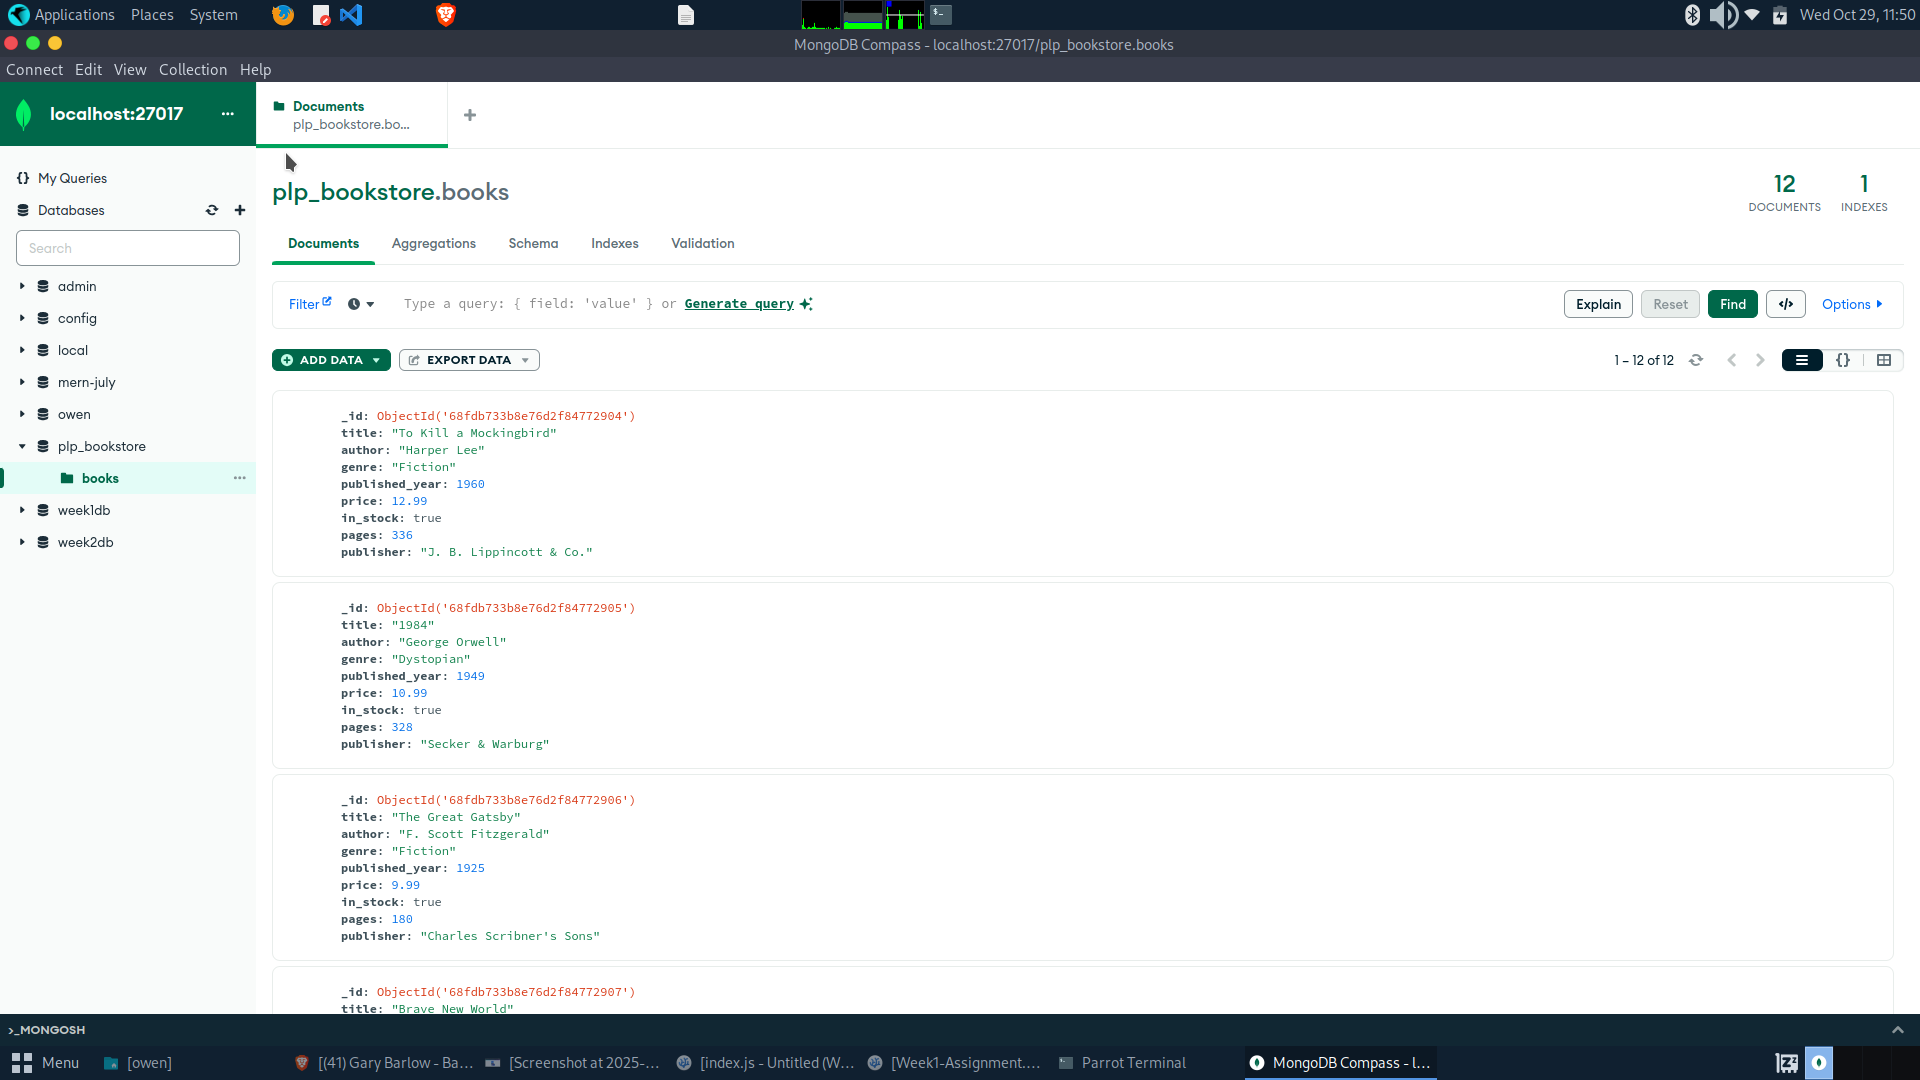 Applications Places System
$-
Wed Oct 29, 11:50
MongoDB Compass - localhost:27017/plp_bookstore.books
Connect Edit View Collection Help
localhost:27017 ...
Documents
plp_bookstore.bo...
+
{} My Queries
Databases
Search
admin
config
local
mern-july
owen
plp_bookstore
books
week1db
week2db
plp_bookstore.books
12
DOCUMENTS
1
INDEXES
Documents Aggregations Schema Indexes Validation
Filter Type a query: { field: 'value' } or Generate query
Explain Reset Find </> Options
ADD DATA EXPORT DATA
1 – 12 of 12 {}
_id: ObjectId('68fdb733b8e76d2f84772904')
title: "To Kill a Mockingbird"
author: "Harper Lee"
genre: "Fiction"
published_year: 1960
price: 12.99
in_stock: true
pages: 336
publisher: "J. B. Lippincott & Co."
_id: ObjectId('68fdb733b8e76d2f84772905')
title: "1984"
author: "George Orwell"
genre: "Dystopian"
published_year: 1949
price: 10.99
in_stock: true
pages: 328
publisher: "Secker & Warburg"
_id: ObjectId('68fdb733b8e76d2f84772906')
title: "The Great Gatsby"
author: "F. Scott Fitzgerald"
genre: "Fiction"
published_year: 1925
price: 9.99
in_stock: true
pages: 180
publisher: "Charles Scribner's Sons"
_id: ObjectId('68fdb733b8e76d2f84772907')
title: "Brave New World"
>_MONGOSH
Menu [owen] [(41) Gary Barlow - Ba... [Screenshot at 2025-... [index.js - Untitled (W... [Week1-Assignment.... Parrot Terminal MongoDB Compass - l...